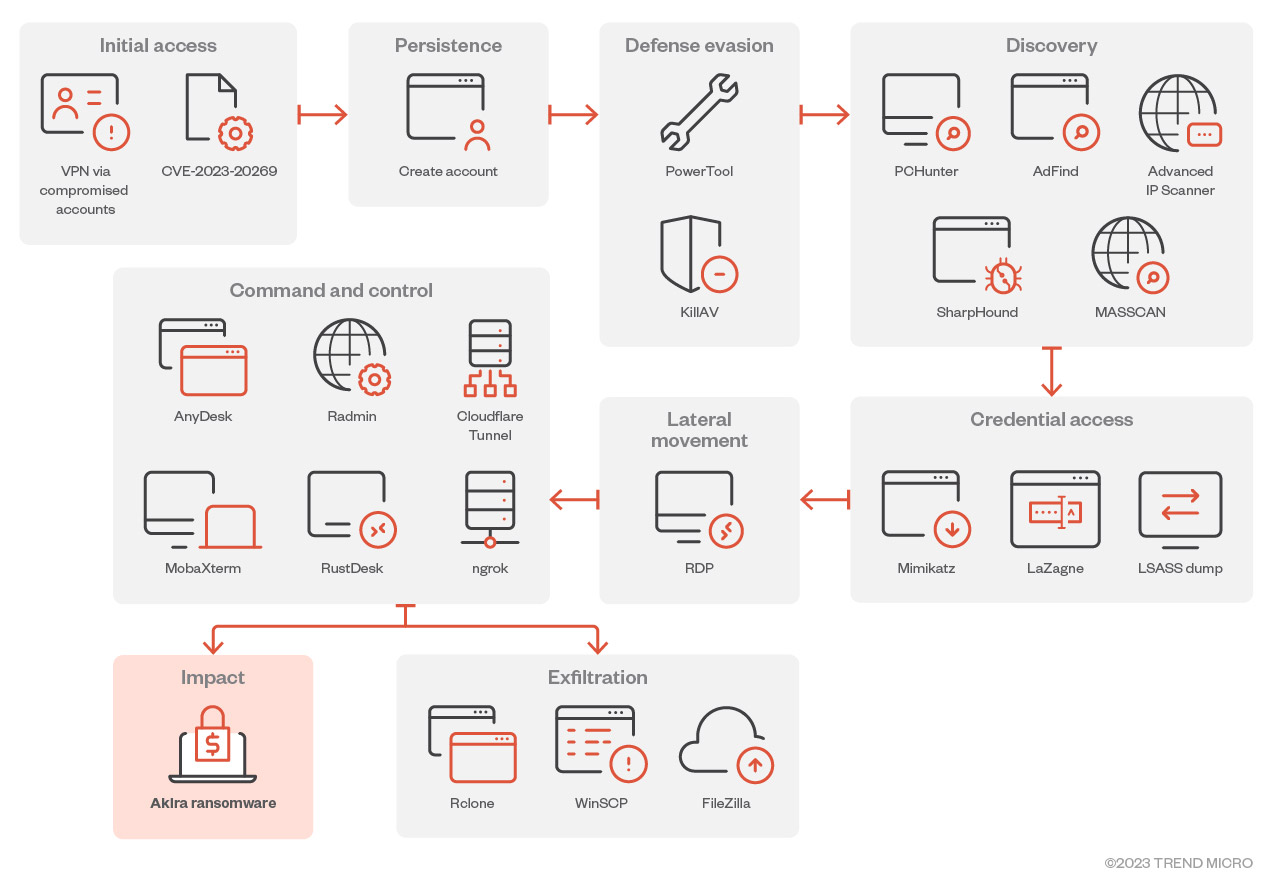 Initial access
VPN via
compromised
accounts
CVE-2023-20269
Persistence
Create account
Defense evasion
PowerTool
KillAV
Discovery
PCHunter
AdFind
Advanced
IP Scanner
SharpHound
MASSCAN
Credential access
Mimikatz
LaZagne
LSASS dump
Lateral
movement
RDP
Command and control
AnyDesk
Radmin
Cloudflare
Tunnel
MobaXterm
RustDesk
ngrok
Impact
Akira ransomware
Exfiltration
Rclone
WinSCP
FileZilla
©2023 TREND MICRO